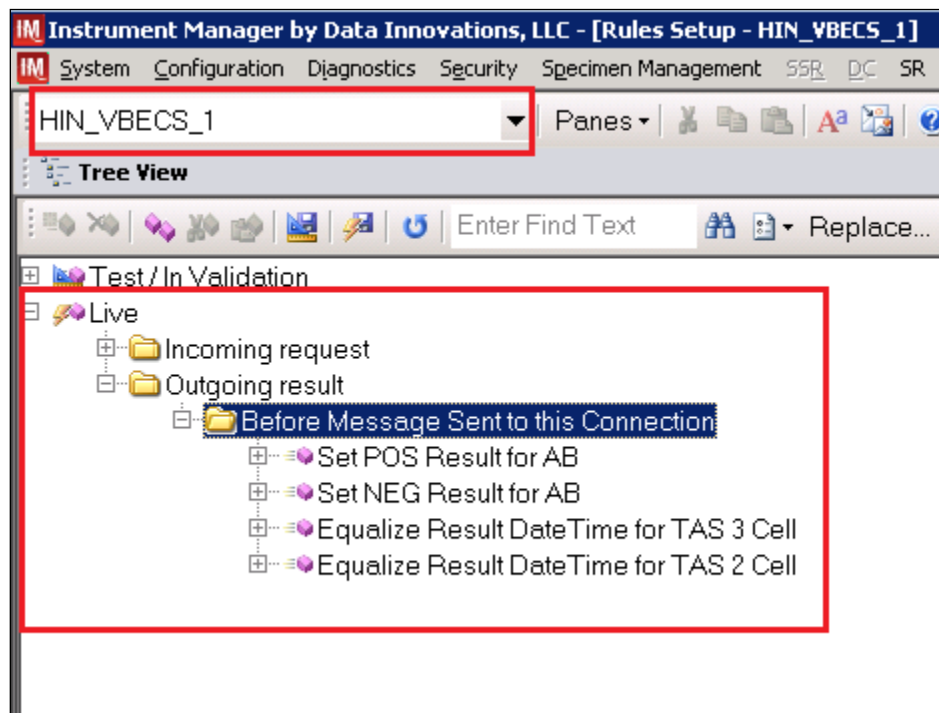 IM Instrument Manager by Data Innovations, LLC - [Rules Setup - HIN_VBECS_1]
IM System Configuration Diagnostics Security Specimen Management SSR DC SR
HIN_VBECS_1 Panes Aa
Tree View
Enter Find Text Replace...
Test / In Validation
Live
Incoming request
Outgoing result
Before Message Sent to this Connection
Set POS Result for AB
Set NEG Result for AB
Equalize Result DateTime for TAS 3 Cell
Equalize Result DateTime for TAS 2 Cell